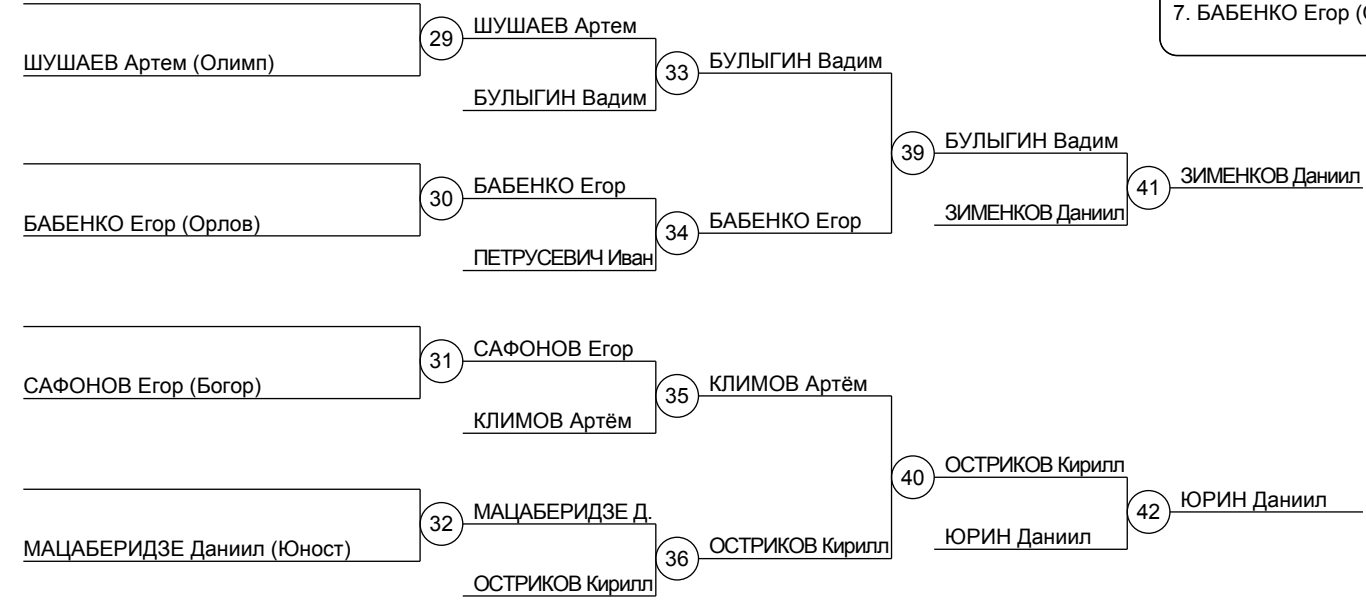 7. БАБЕНКО Егор (
ШУШАЕВ Артем
29
ШУШАЕВ Артем (Олимп)
БУЛЫГИН Вадим
33
БУЛЫГИН Вадим
БУЛЫГИН Вадим
39
БАБЕНКО Егор
30
БАБЕНКО Егор (Орлов)
БАБЕНКО Егор
34
ПЕТРУСЕВИЧ Иван
ЗИМЕНКОВ Даниил
41
ЗИМЕНКОВ Даниил
САФОНОВ Егор
31
САФОНОВ Егор (Богор)
КЛИМОВ Артём
35
КЛИМОВ Артём
ОСТРИКОВ Кирилл
40
МАЦАБЕРИДЗЕ Д.
32
МАЦАБЕРИДЗЕ Даниил (Юност)
ОСТРИКОВ Кирилл
36
ОСТРИКОВ Кирилл
ЮРИН Даниил
42
ЮРИН Даниил